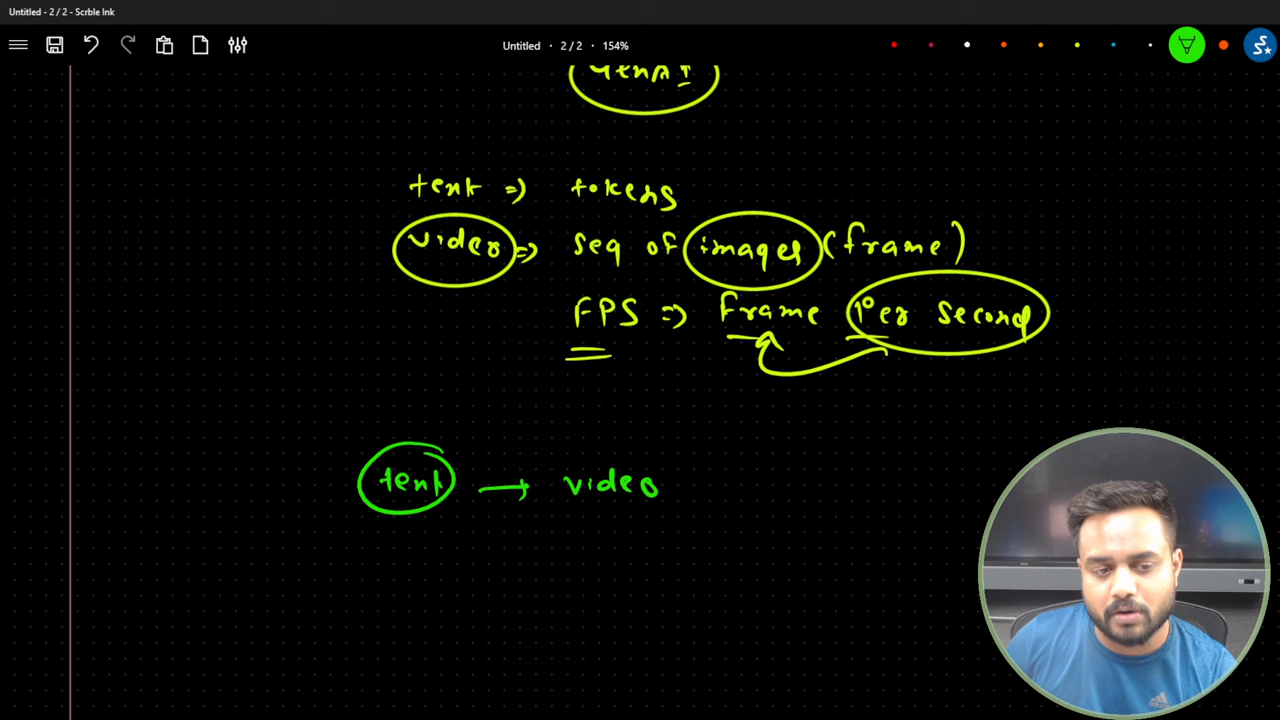 Untitled - 2 / 2 - Scrble Ink
Untitled • 2 / 2 • 154%
GenAI
text => tokens
video => seq of images (frame)
FPS => frame per second
text → video